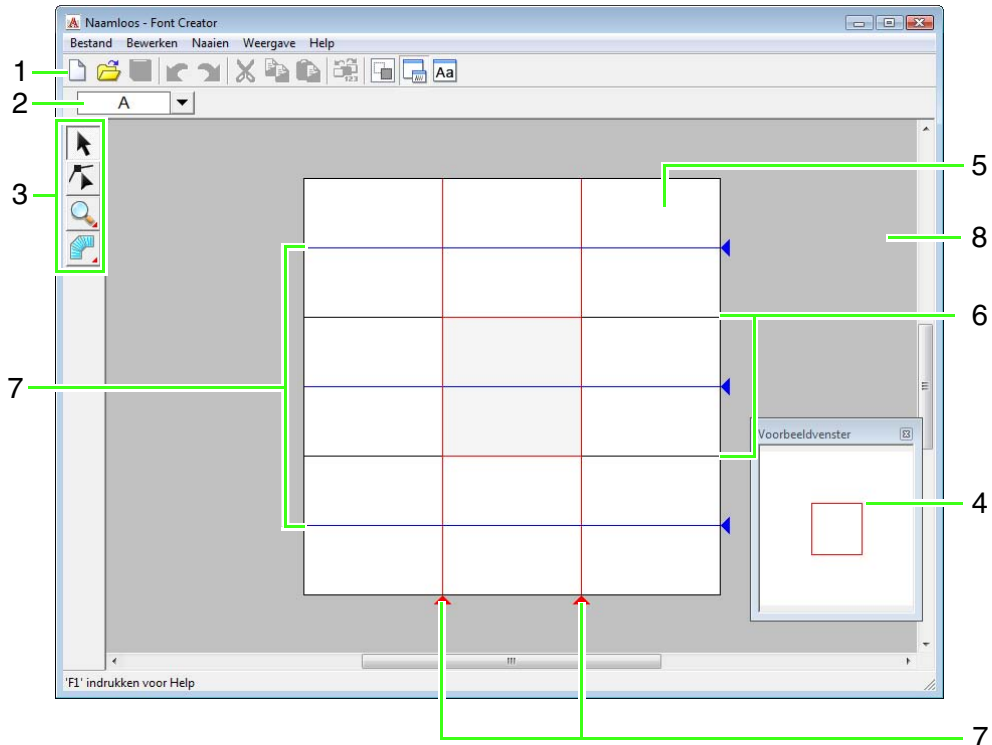 Naamloos - Font Creator
Bestand Bewerken Naaien Weergave Help
1
Aa
2
A
3
5
8
6
7
Voorbeeldvenster
4
'F1' indrukken voor Help
7